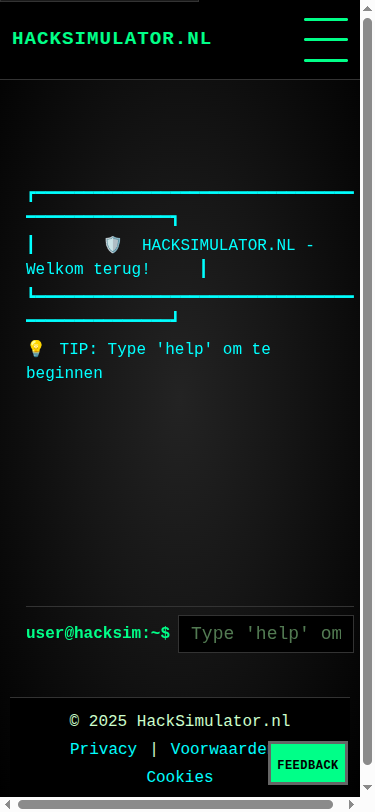 HACKSIMULATOR.NL
┏━━━━━━━━━━━━━━━━━━━━━━━━━━━━━━━━━
━━━━━━━━━━━━━━━┓
┃ 🛡️ HACKSIMULATOR.NL -
Welkom terug! ┃
┗━━━━━━━━━━━━━━━━━━━━━━━━━━━━━━━━━
━━━━━━━━━━━━━━━┛
💡 TIP: Type 'help' om te
beginnen
user@hacksim:~$ Type 'help' om
© 2025 HackSimulator.nl
Privacy | Voorwaarde
FEEDBACK
Cookies